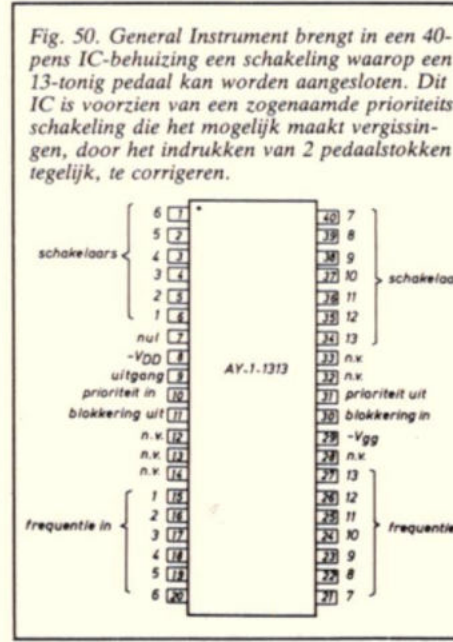 Fig. 50. General Instrument brengt in een 40-
pens IC-behuizing een schakeling waarop een
13-tonig pedaal kan worden aangesloten. Dit
IC is voorzien van een zogenaamde prioriteits
schakeling die het mogelijk maakt vergissin-
gen, door het indrukken van 2 pedaalstokken
tegelijk, te corrigeren.
6 1 40 7
5 2 39 8
schakelaars 4 3 38 9
3 4 37 10 schakelaa
2 5 36 11
1 6 35 12
nul 7 34 13
-VDD 8 33 n.v.
uitgang 9 AY-1-1313 32 n.v.
prioriteit in 10 31 prioriteit uit
blokkering uit 11 30 blokkering in
n.v. 12 29 -Vgg
n.v. 13 28 n.v.
n.v. 14 27 13
1 15 26 12
2 16 25 11
frequentie in 3 17 24 10 frequentie
4 18 23 9
5 19 22 8
6 20 21 7